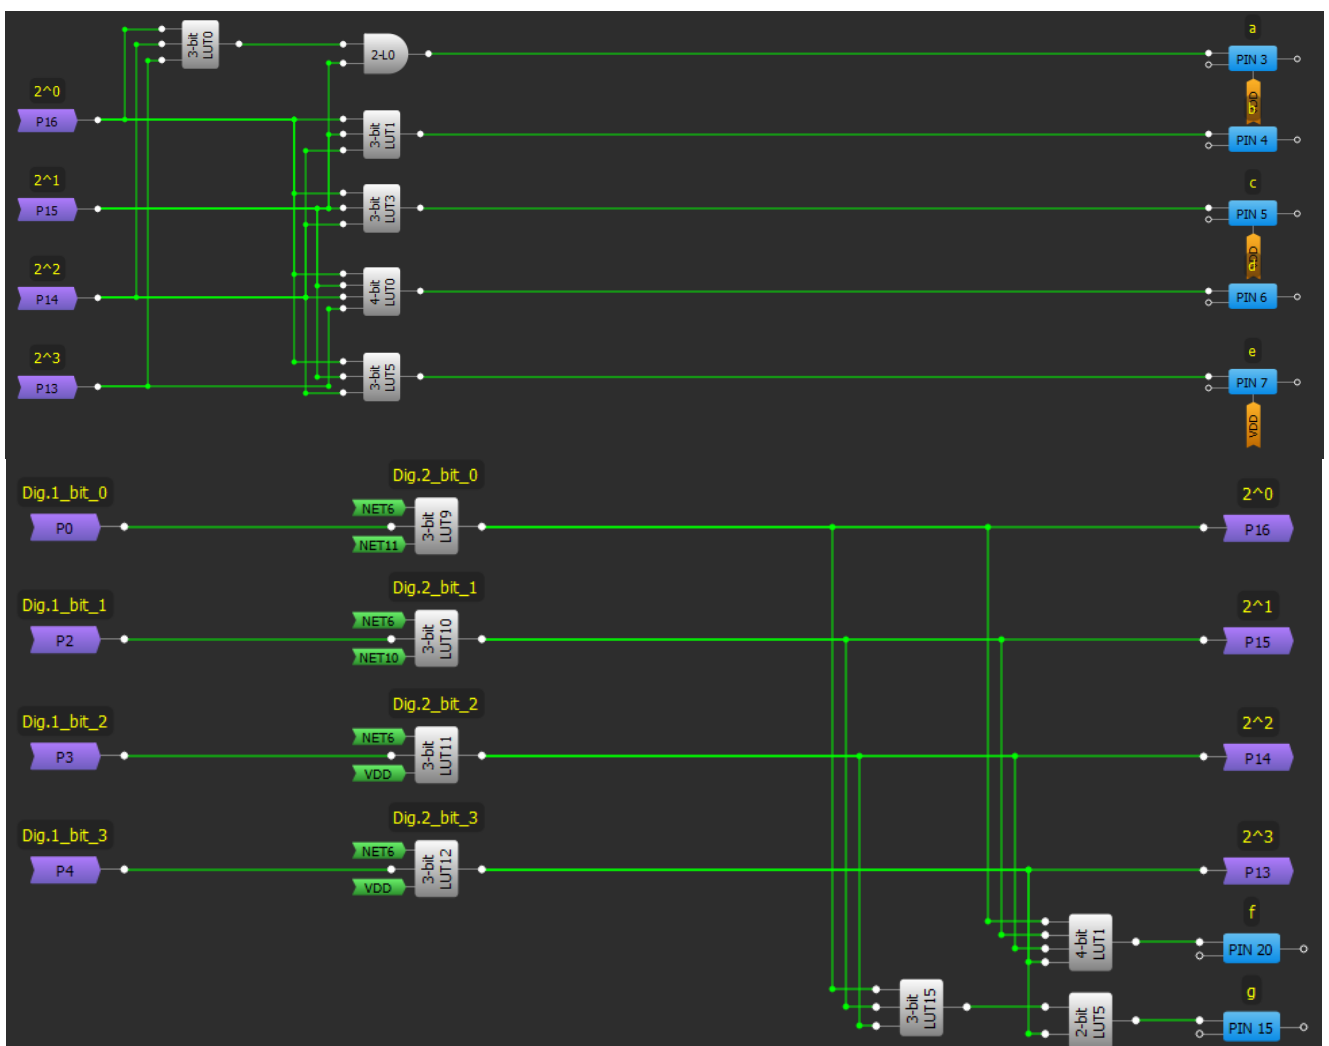 a
3-bit LUT0
2-L0
PIN 3
2^0
P16
b
3-bit LUT1
PIN 4
2^1
P15
c
3-bit LUT3
PIN 5
2^2
P14
d
4-bit LUT0
PIN 6
2^3
P13
e
3-bit LUT5
PIN 7
VDD
Dig.2_bit_0
Dig.1_bit_0
2^0
NET6
P0
3-bit LUT9
P16
NET11
Dig.2_bit_1
Dig.1_bit_1
2^1
NET6
P2
3-bit LUT10
P15
NET10
Dig.2_bit_2
Dig.1_bit_2
2^2
NET6
P3
3-bit LUT11
P14
VDD
Dig.2_bit_3
Dig.1_bit_3
2^3
NET6
P4
3-bit LUT12
P13
VDD
f
4-bit LUT1
PIN 20
g
3-bit LUT15
2-bit LUT5
PIN 15